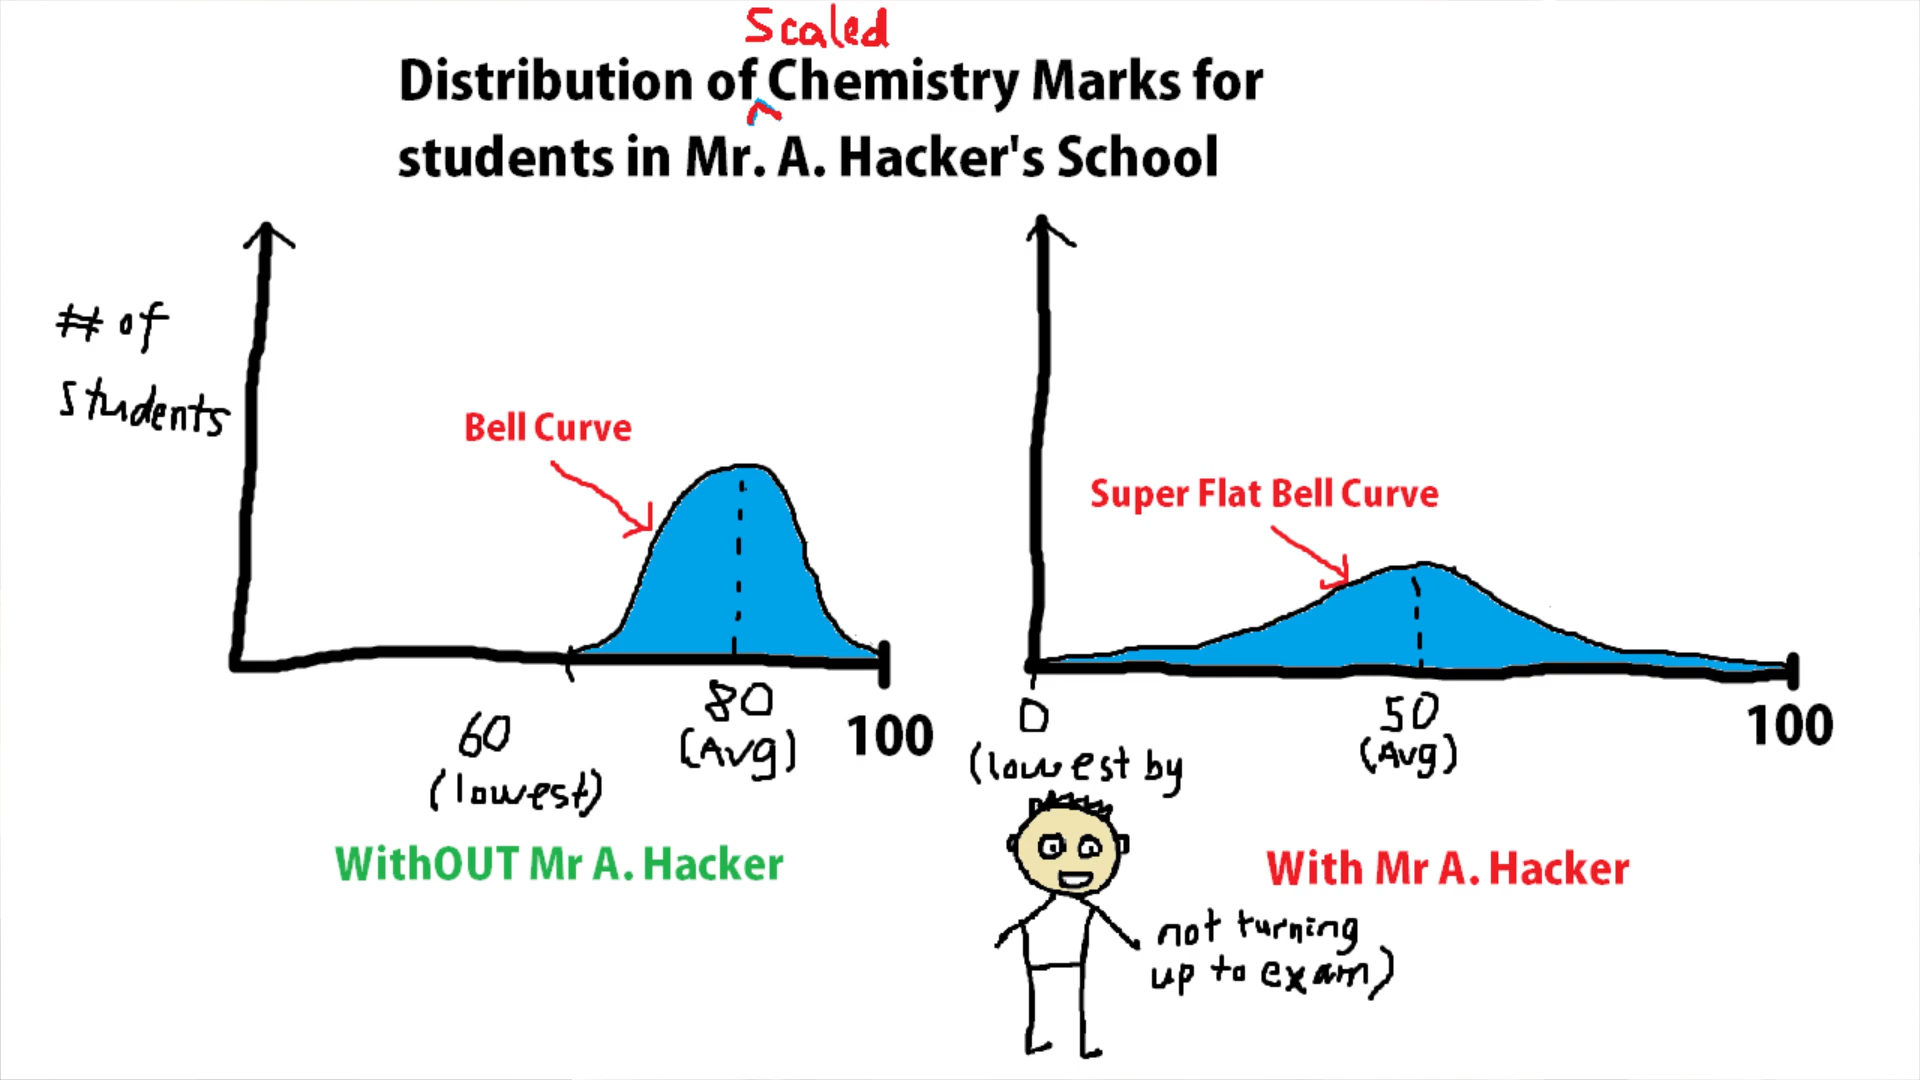 Scaled
Distribution of Chemistry Marks for
students in Mr. A. Hacker's School
# of
students
Bell Curve
60
(lowest)
80
(Avg)
100
WithOUT Mr A. Hacker
Super Flat Bell Curve
0
(lowest by
50
(Avg)
100
With Mr A. Hacker
not turning
up to exam)